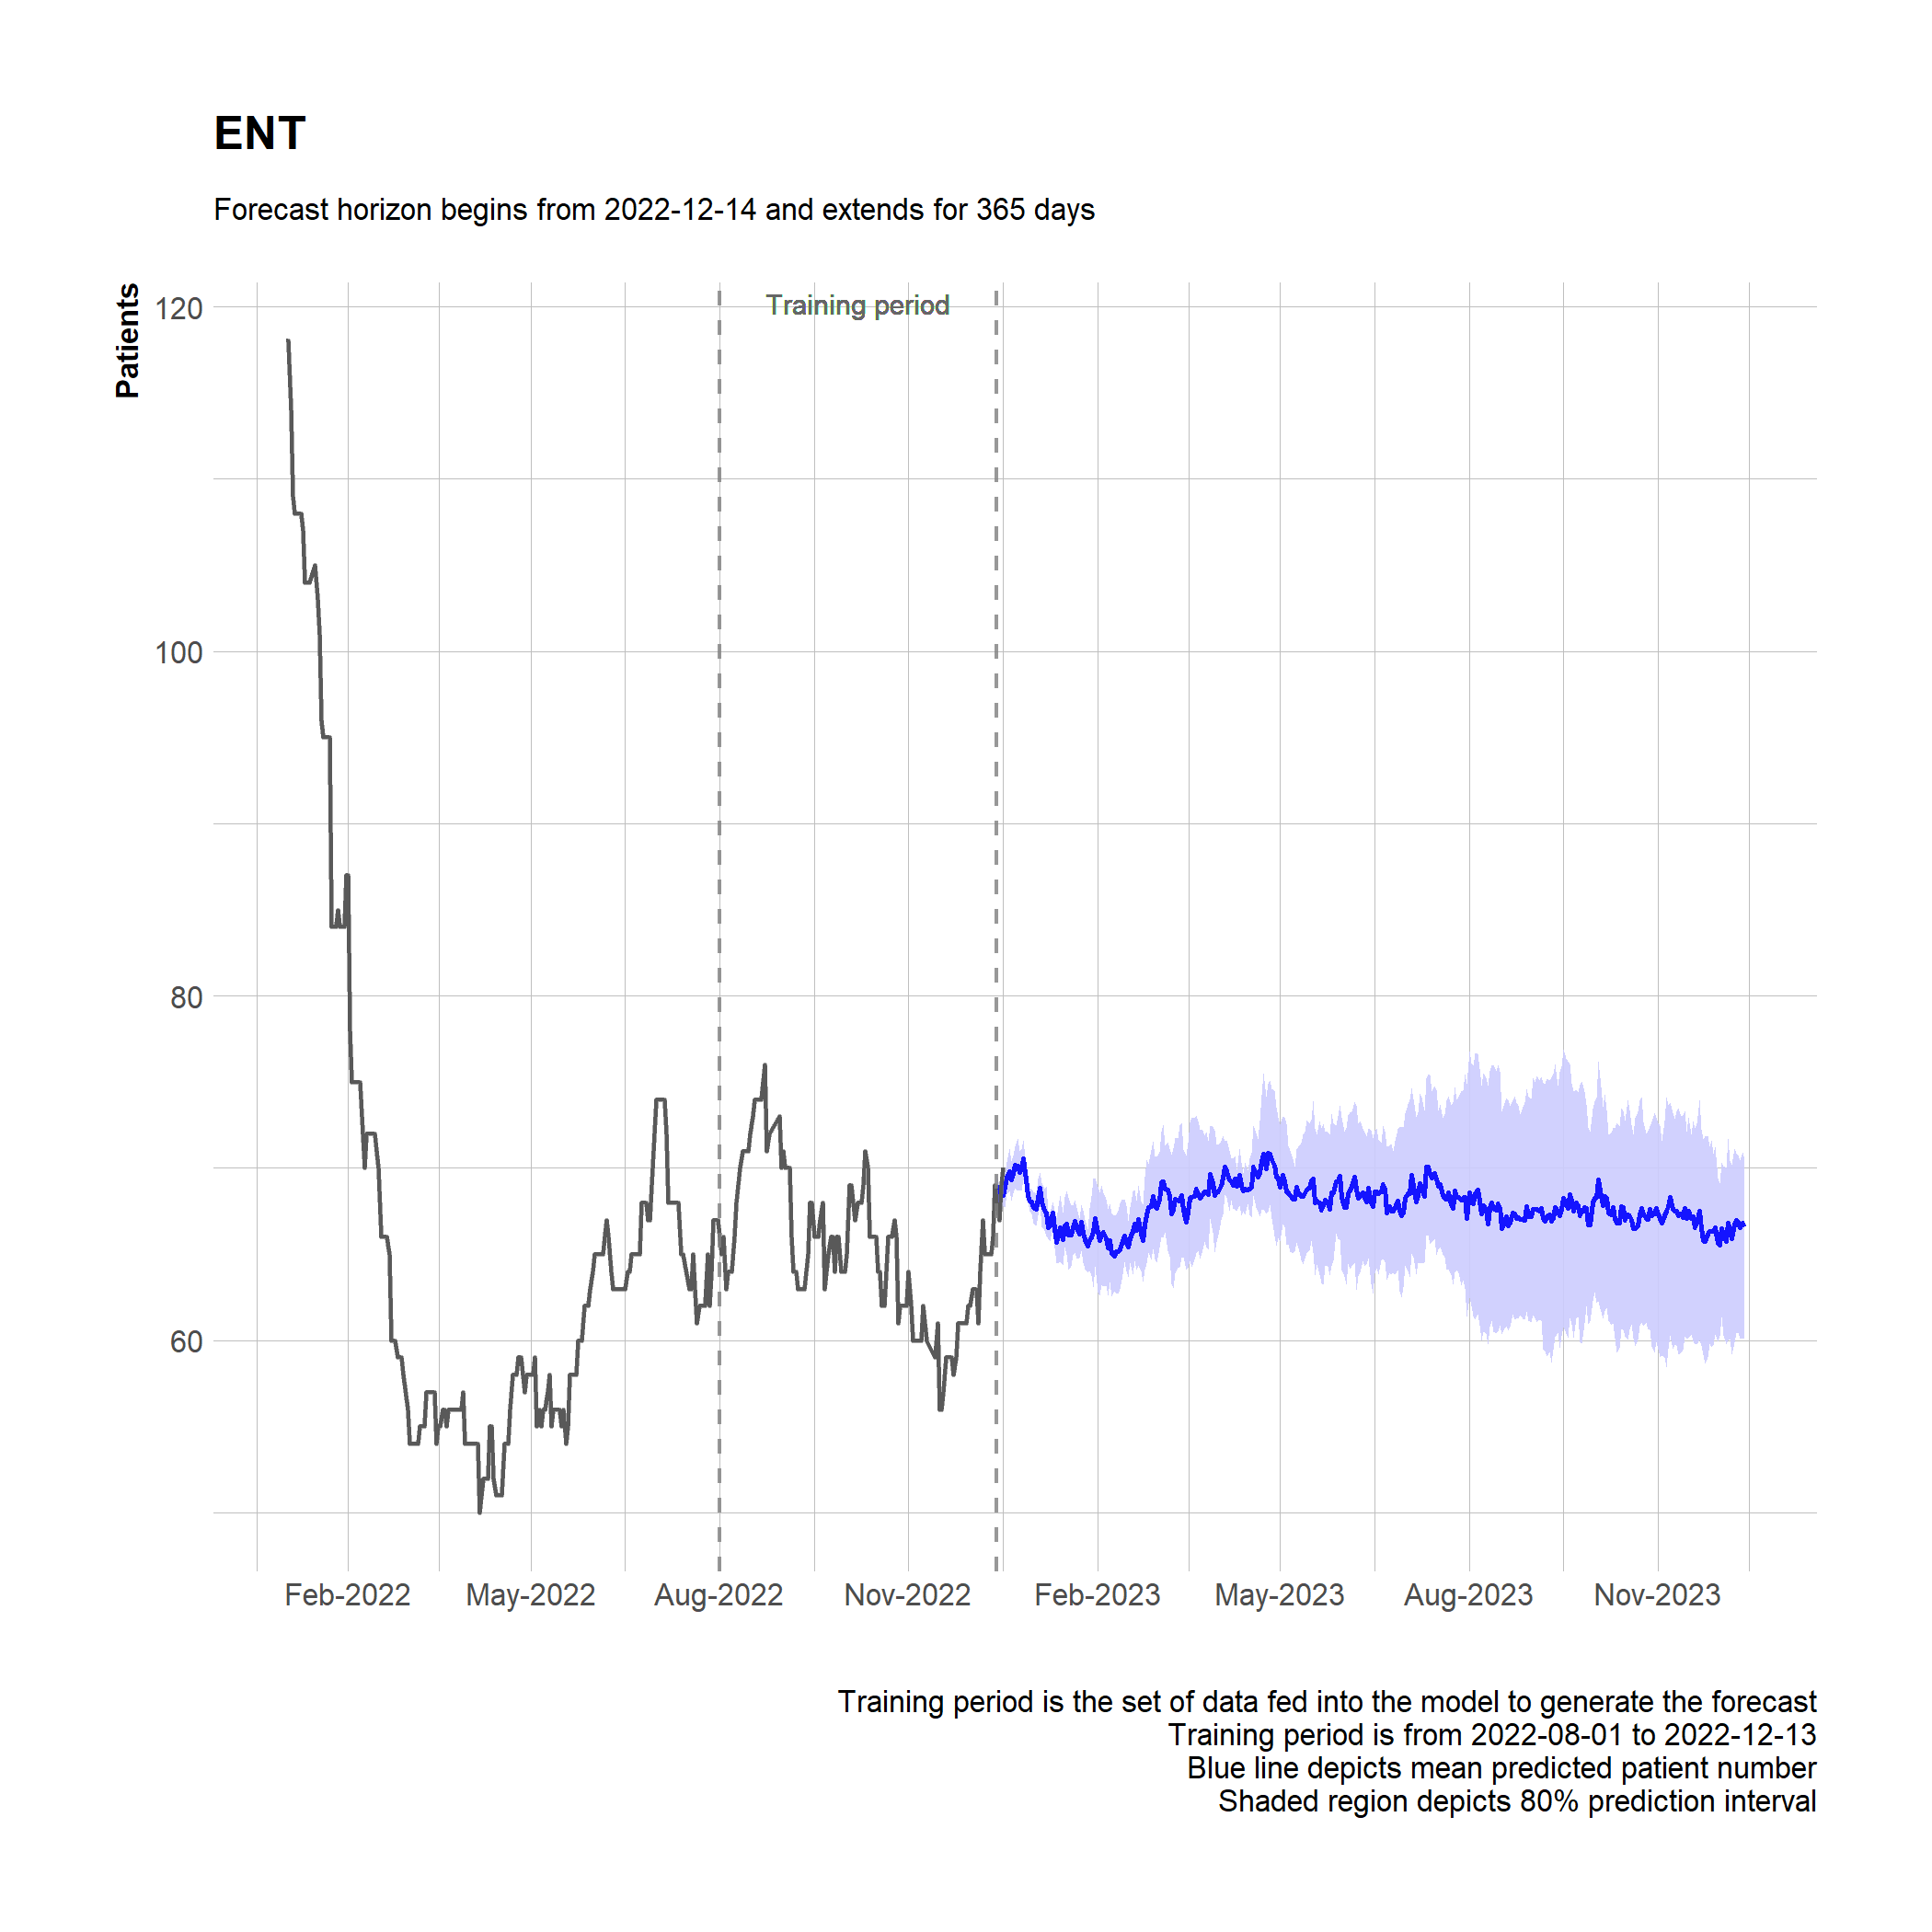 ENT
Forecast horizon begins from 2022-12-14 and extends for 365 days
Patients
Training period
120
100
80
60
Feb-2022 May-2022 Aug-2022 Nov-2022 Feb-2023 May-2023 Aug-2023 Nov-2023
Training period is the set of data fed into the model to generate the forecast
Training period is from 2022-08-01 to 2022-12-13
Blue line depicts mean predicted patient number
Shaded region depicts 80% prediction interval